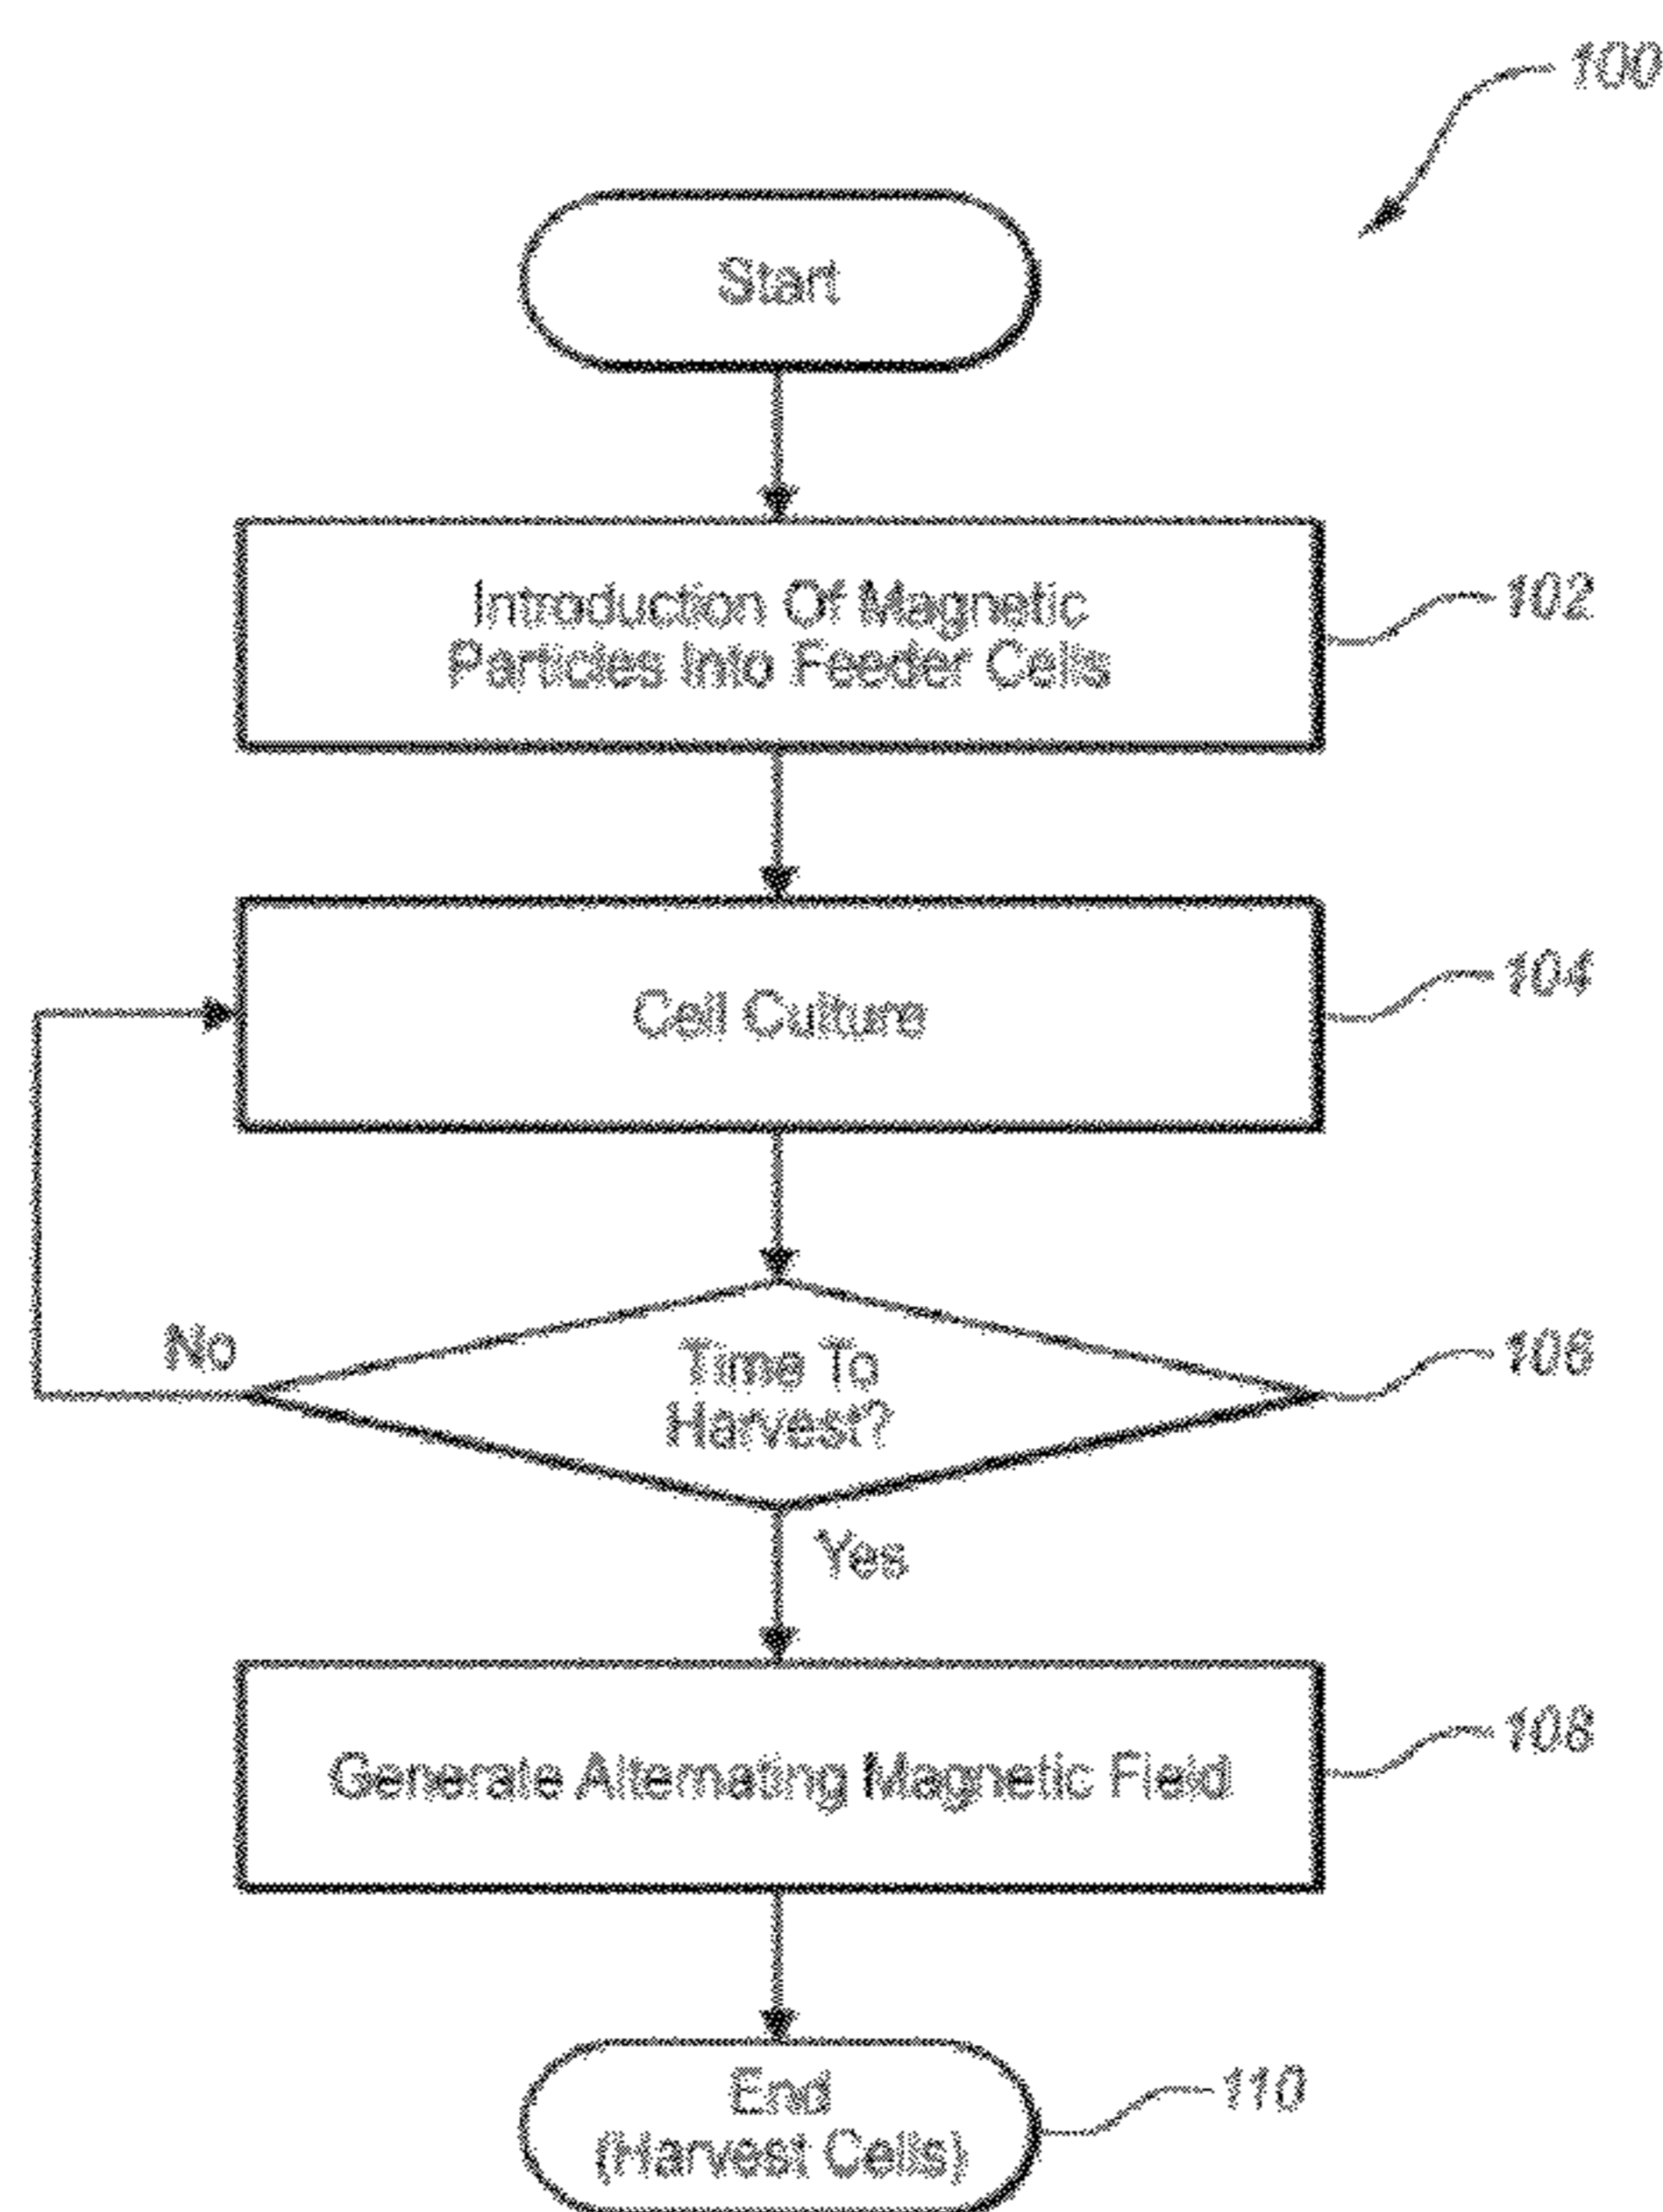 100
Start
Introduction Of Magnetic
Particles Into Feeder Cells
102
Cell Culture
104
No
Time To
Harvest?
106
Yes
Generate Alternating Magnetic Field
108
End
(Harvest Cells)
110